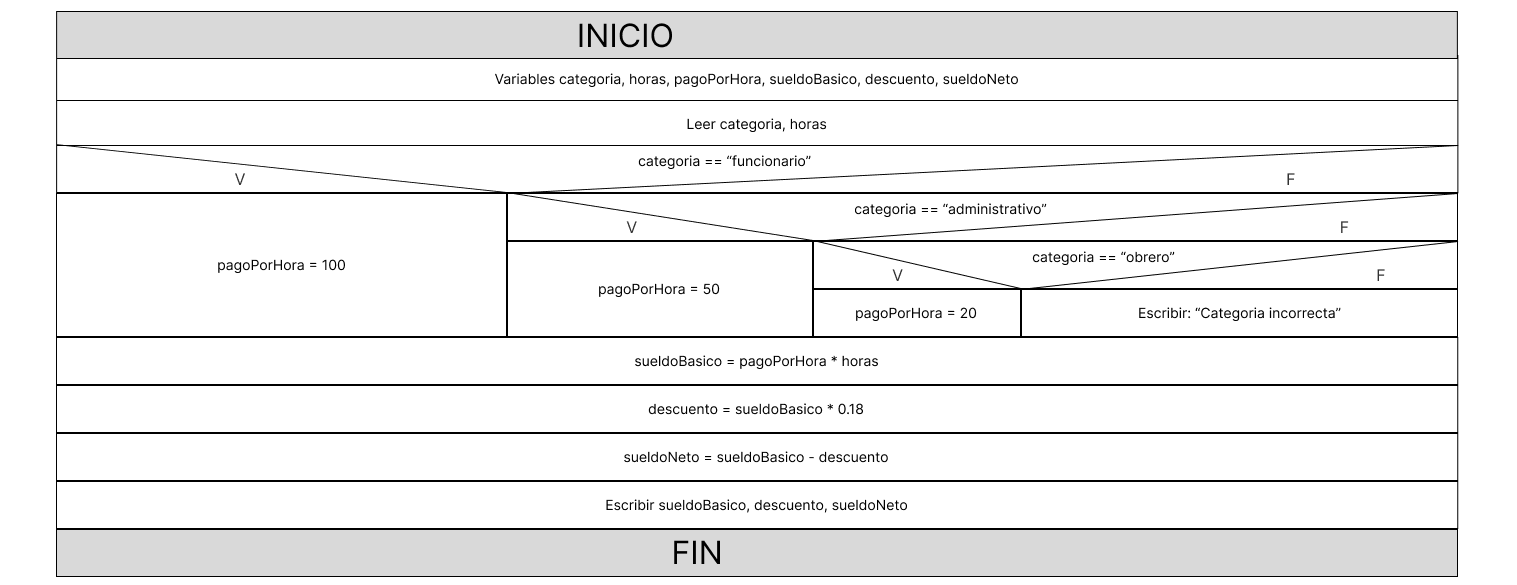 INICIO
Variables categoria, horas, pagoPorHora, sueldoBasico, descuento, sueldoNeto
Leer categoria, horas
categoria == “funcionario”
V
F
categoria == “administrativo”
V
F
categoria == “obrero”
V
F
pagoPorHora = 100
pagoPorHora = 50
pagoPorHora = 20
Escribir: “Categoria incorrecta”
sueldoBasico = pagoPorHora * horas
descuento = sueldoBasico * 0.18
sueldoNeto = sueldoBasico - descuento
Escribir sueldoBasico, descuento, sueldoNeto
FIN